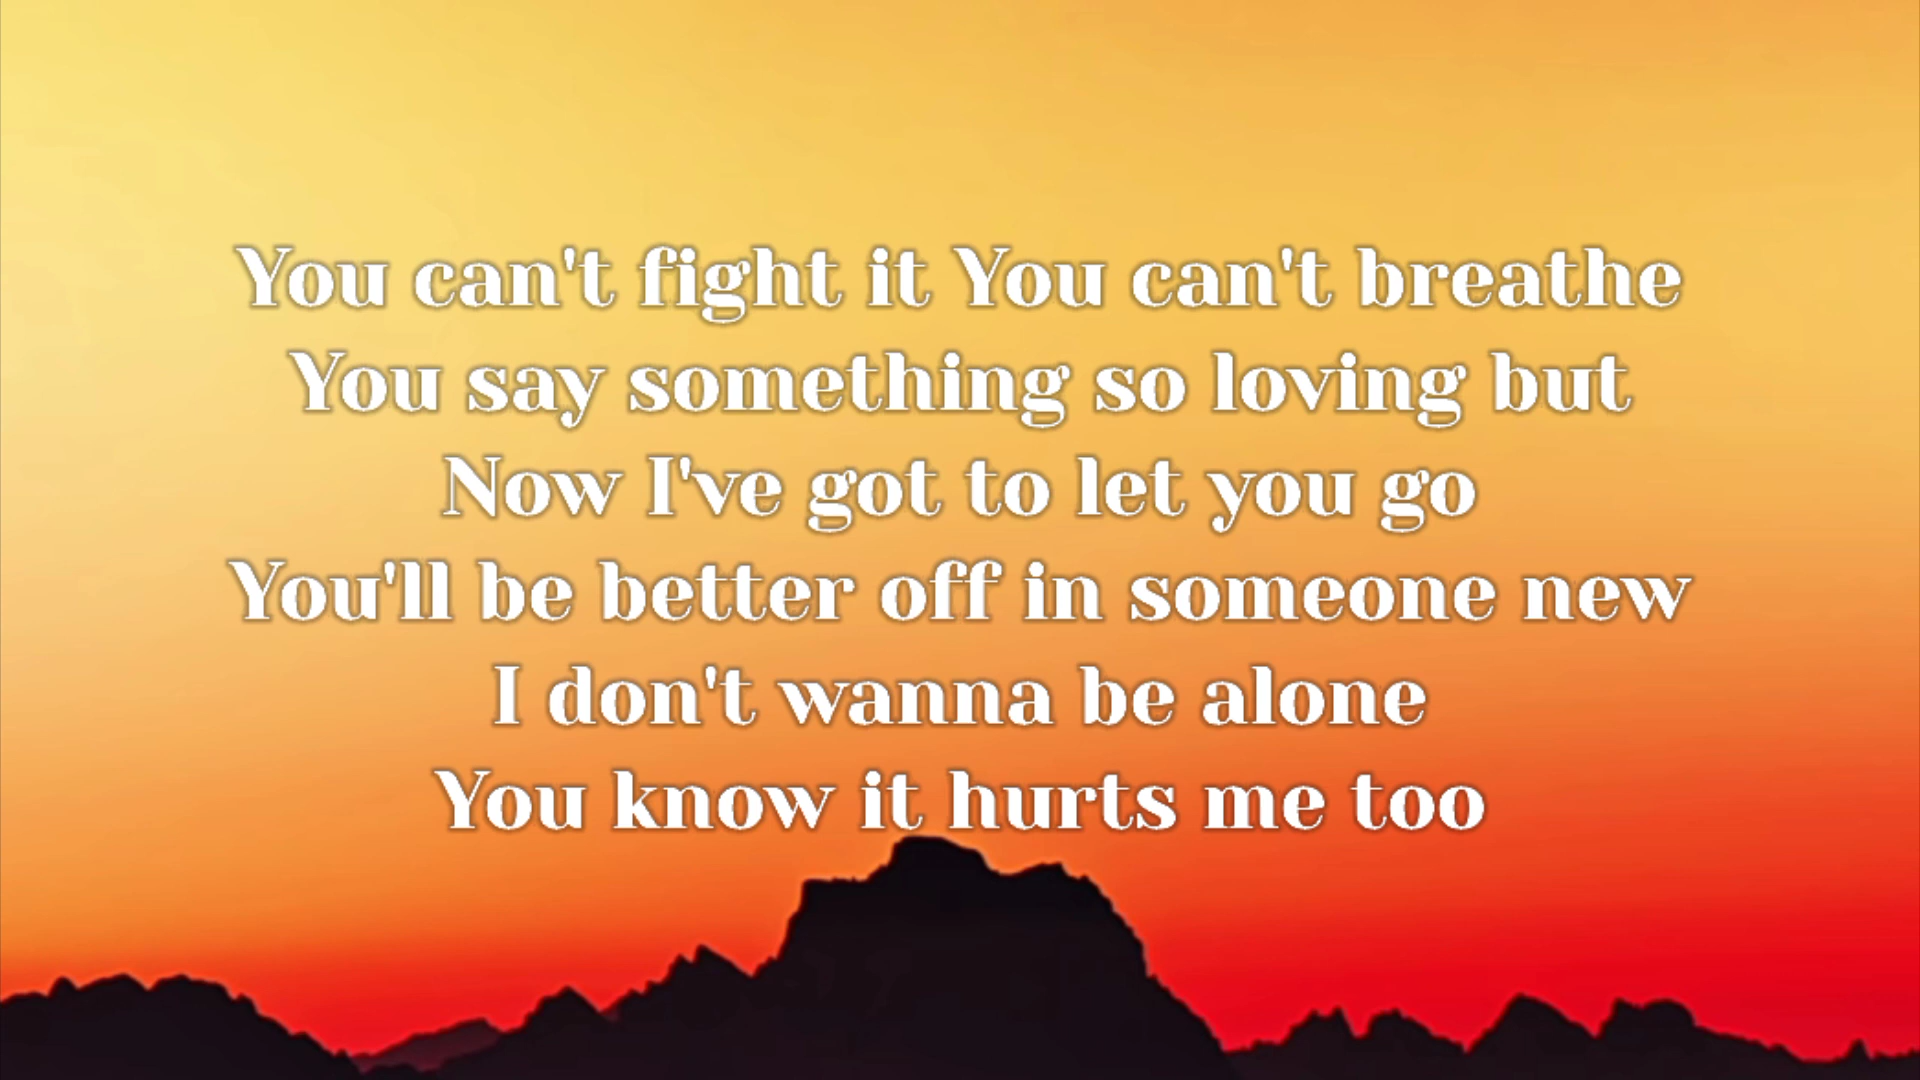 You can't fight it You can't breathe
You say something so loving but
Now I've got to let you go
You'll be better off in someone new
I don't wanna be alone
You know it hurts me too